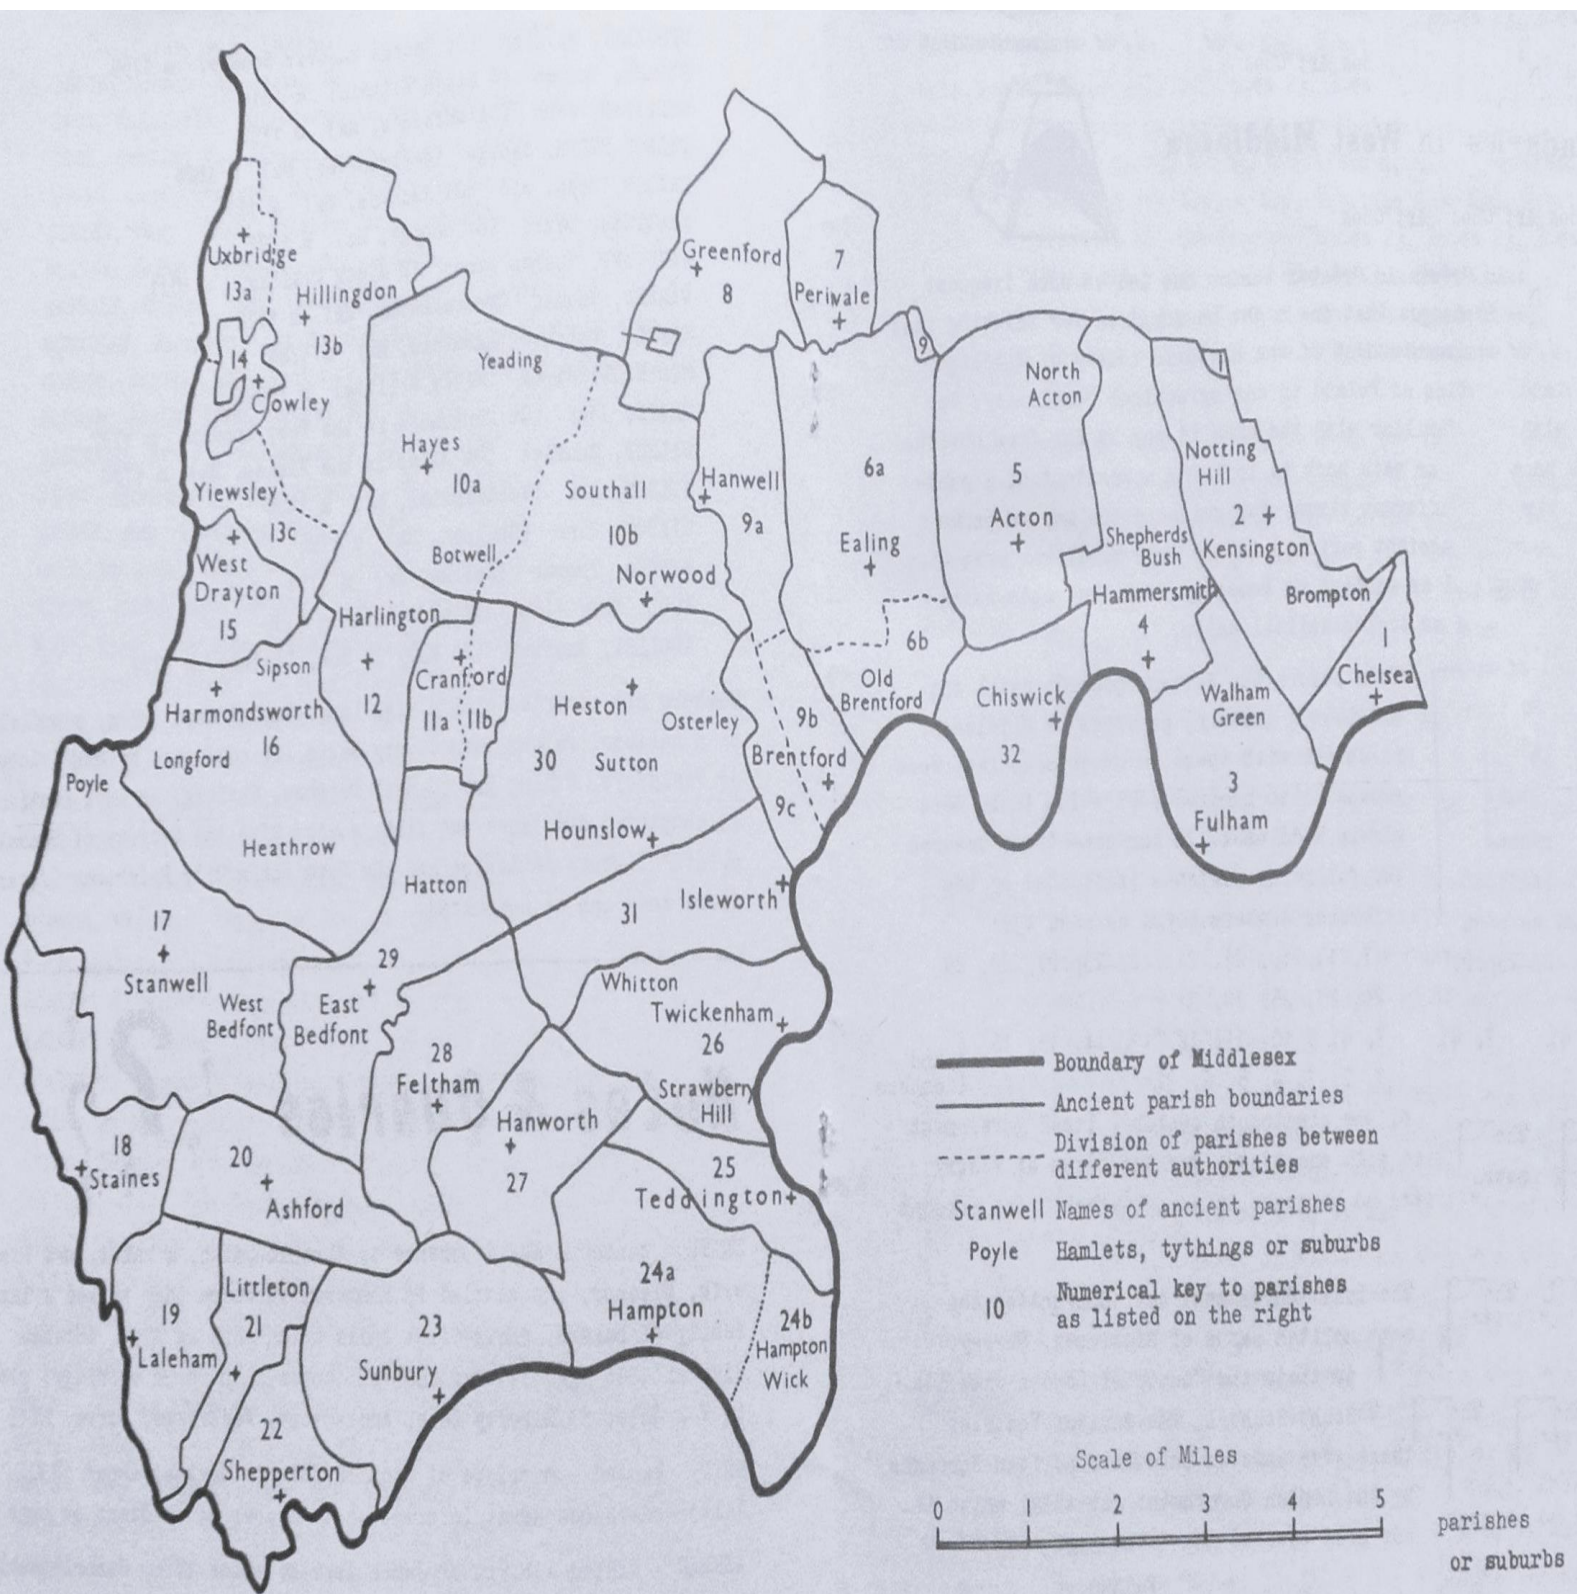 Uxbridge
13a
Hillingdon
13b
14
Cowley
Yiewsley
13c
West
Drayton
15
Greenford
8
7
Perivale
9
Yeading
Hayes
10a
Southall
10b
Botwell
Norwood
Hanwell
9a
6a
Ealing
6b
Old
Brentford
North
Acton
5
Acton
1
Notting
Hill
2
Kensington
Shepherds
Bush
Hammersmith
4
Brompton
1
Chelsea
Walham
Green
3
Fulham
Chiswick
32
Harlington
12
Sipson
Harmondsworth
16
Longford
Poyle
Heathrow
Cranford
11a
11b
Heston
Osterley
30
Sutton
Hounslow
9b
Brentford
9c
Hatton
Isleworth
31
17
Stanwell
West
Bedfont
29
East
Bedfont
Whitton
Twickenham
26
Strawberry
Hill
28
Feltham
Hanworth
27
25
Teddington
18
Staines
20
Ashford
19
Laleham
Littleton
21
22
Shepperton
23
Sunbury
24a
Hampton
24b
Hampton
Wick
Boundary of Middlesex
Ancient parish boundaries
Division of parishes between
different authorities
Stanwell Names of ancient parishes
Poyle Hamlets, tythings or suburbs
10 Numerical key to parishes
as listed on the right
Scale of Miles
0 1 2 3 4 5
parishes
or suburbs